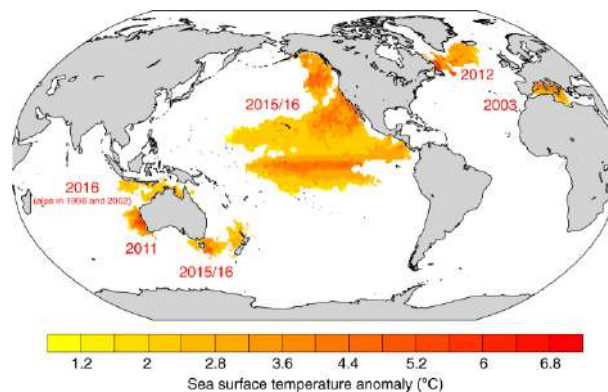 2012
2003
2015/16
2016
(also in 1998 and 2002)
2011
2015/16
1.2 2 2.8 3.6 4.4 5.2 6 6.8
Sea surface temperature anomaly (°C)